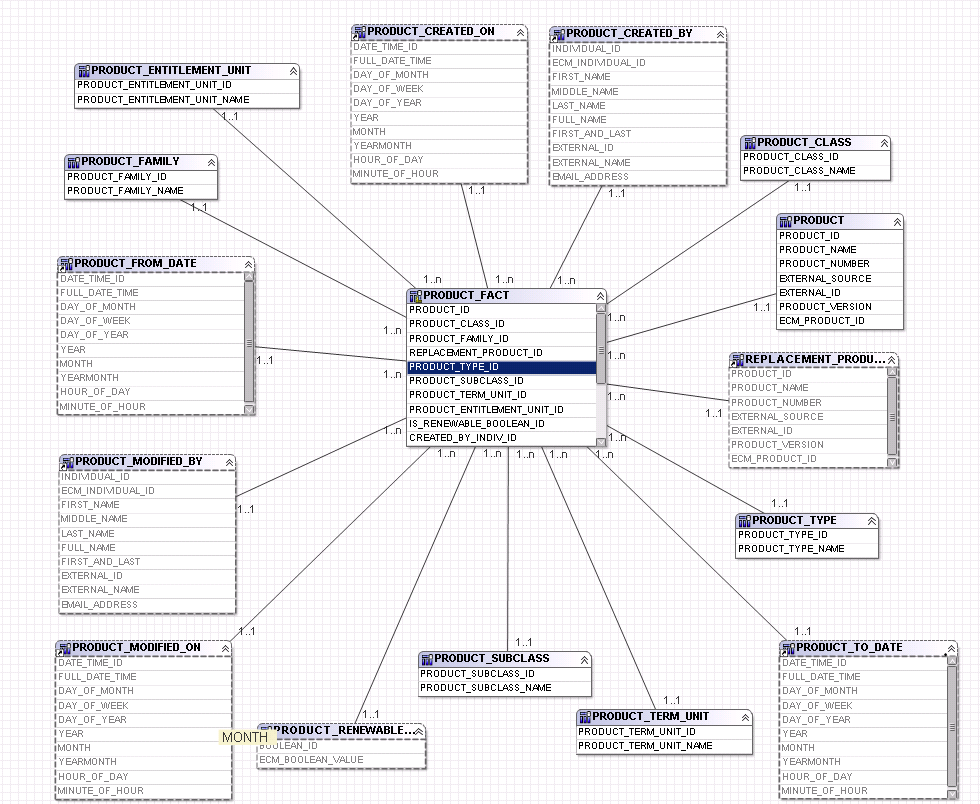 PRODUCT_CREATED_ON
DATE_TIME_ID
FULL_DATE_TIME
DAY_OF_MONTH
DAY_OF_WEEK
DAY_OF_YEAR
YEAR
MONTH
YEARMONTH
HOUR_OF_DAY
MINUTE_OF_HOUR
1..1
PRODUCT_CREATED_BY
INDIVIDUAL_ID
ECM_INDIVIDUAL_ID
FIRST_NAME
MIDDLE_NAME
LAST_NAME
FULL_NAME
FIRST_AND_LAST
EXTERNAL_ID
EXTERNAL_NAME
EMAIL_ADDRESS
1..1
PRODUCT_ENTITLEMENT_UNIT
PRODUCT_ENTITLEMENT_UNIT_ID
PRODUCT_ENTITLEMENT_UNIT_NAME
1..1
PRODUCT_CLASS
PRODUCT_CLASS_ID
PRODUCT_CLASS_NAME
1..1
PRODUCT_FAMILY
PRODUCT_FAMILY_ID
PRODUCT_FAMILY_NAME
1..1
PRODUCT
PRODUCT_ID
PRODUCT_NAME
PRODUCT_NUMBER
EXTERNAL_SOURCE
EXTERNAL_ID
PRODUCT_VERSION
ECM_PRODUCT_ID
1..1
PRODUCT_FROM_DATE
DATE_TIME_ID
FULL_DATE_TIME
DAY_OF_MONTH
DAY_OF_WEEK
DAY_OF_YEAR
YEAR
MONTH
YEARMONTH
HOUR_OF_DAY
MINUTE_OF_HOUR
1..1
1..n
1..n
1..n
PRODUCT_FACT
PRODUCT_ID
PRODUCT_CLASS_ID
PRODUCT_FAMILY_ID
REPLACEMENT_PRODUCT_ID
PRODUCT_TYPE_ID
PRODUCT_SUBCLASS_ID
PRODUCT_TERM_UNIT_ID
PRODUCT_ENTITLEMENT_UNIT_ID
IS_RENEWABLE_BOOLEAN_ID
CREATED_BY_INDIV_ID
1..n
1..n
1..n
1..n
1..n
1..n
1..n
1..n
1..n
1..n
1..n
1..n
REPLACEMENT_PRODU...
PRODUCT_ID
PRODUCT_NAME
PRODUCT_NUMBER
EXTERNAL_SOURCE
EXTERNAL_ID
PRODUCT_VERSION
ECM_PRODUCT_ID
1..1
PRODUCT_MODIFIED_BY
INDIVIDUAL_ID
ECM_INDIVIDUAL_ID
FIRST_NAME
MIDDLE_NAME
LAST_NAME
FULL_NAME
FIRST_AND_LAST
EXTERNAL_ID
EXTERNAL_NAME
EMAIL_ADDRESS
1..1
1..1
PRODUCT_TYPE
PRODUCT_TYPE_ID
PRODUCT_TYPE_NAME
1..1
PRODUCT_MODIFIED_ON
DATE_TIME_ID
FULL_DATE_TIME
DAY_OF_MONTH
DAY_OF_WEEK
DAY_OF_YEAR
YEAR
MONTH
YEARMONTH
HOUR_OF_DAY
MINUTE_OF_HOUR
MONTH
1..1
PRODUCT_RENEWABLE...
BOOLEAN_ID
ECM_BOOLEAN_VALUE
1..1
PRODUCT_SUBCLASS
PRODUCT_SUBCLASS_ID
PRODUCT_SUBCLASS_NAME
1..1
PRODUCT_TERM_UNIT
PRODUCT_TERM_UNIT_ID
PRODUCT_TERM_UNIT_NAME
1..1
PRODUCT_TO_DATE
DATE_TIME_ID
FULL_DATE_TIME
DAY_OF_MONTH
DAY_OF_WEEK
DAY_OF_YEAR
YEAR
MONTH
YEARMONTH
HOUR_OF_DAY
MINUTE_OF_HOUR